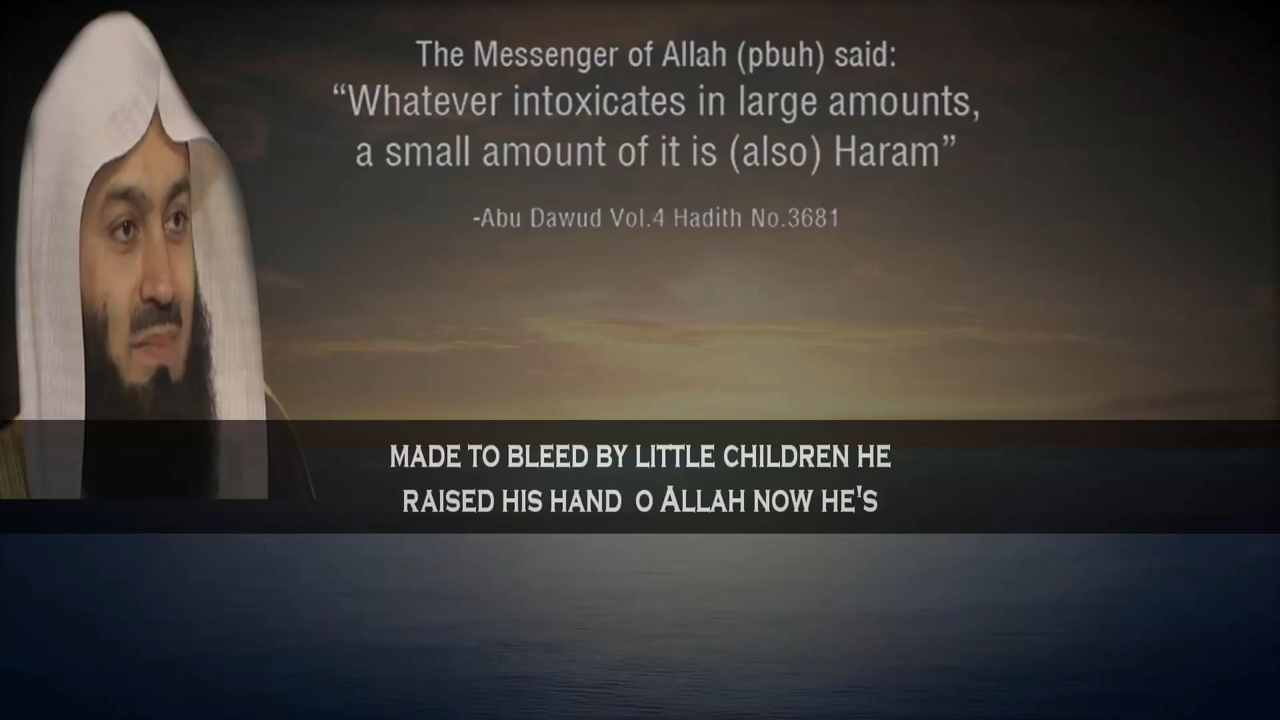 The Messenger of Allah (pbuh) said:
“Whatever intoxicates in large amounts,
a small amount of it is (also) Haram”
-Abu Dawud Vol.4 Hadith No.3681
MADE TO BLEED BY LITTLE CHILDREN HE
RAISED HIS HAND O ALLAH NOW HE'S